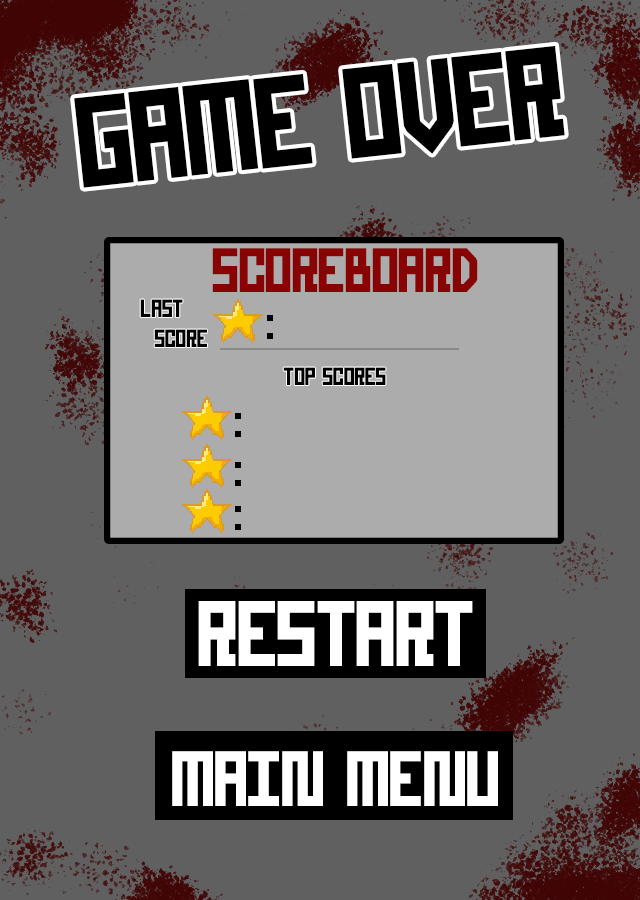 GAME OVER
SCOREBOARD
LAST
SCORE :
TOP SCORES
:
:
:
RESTART
MAIN MENU